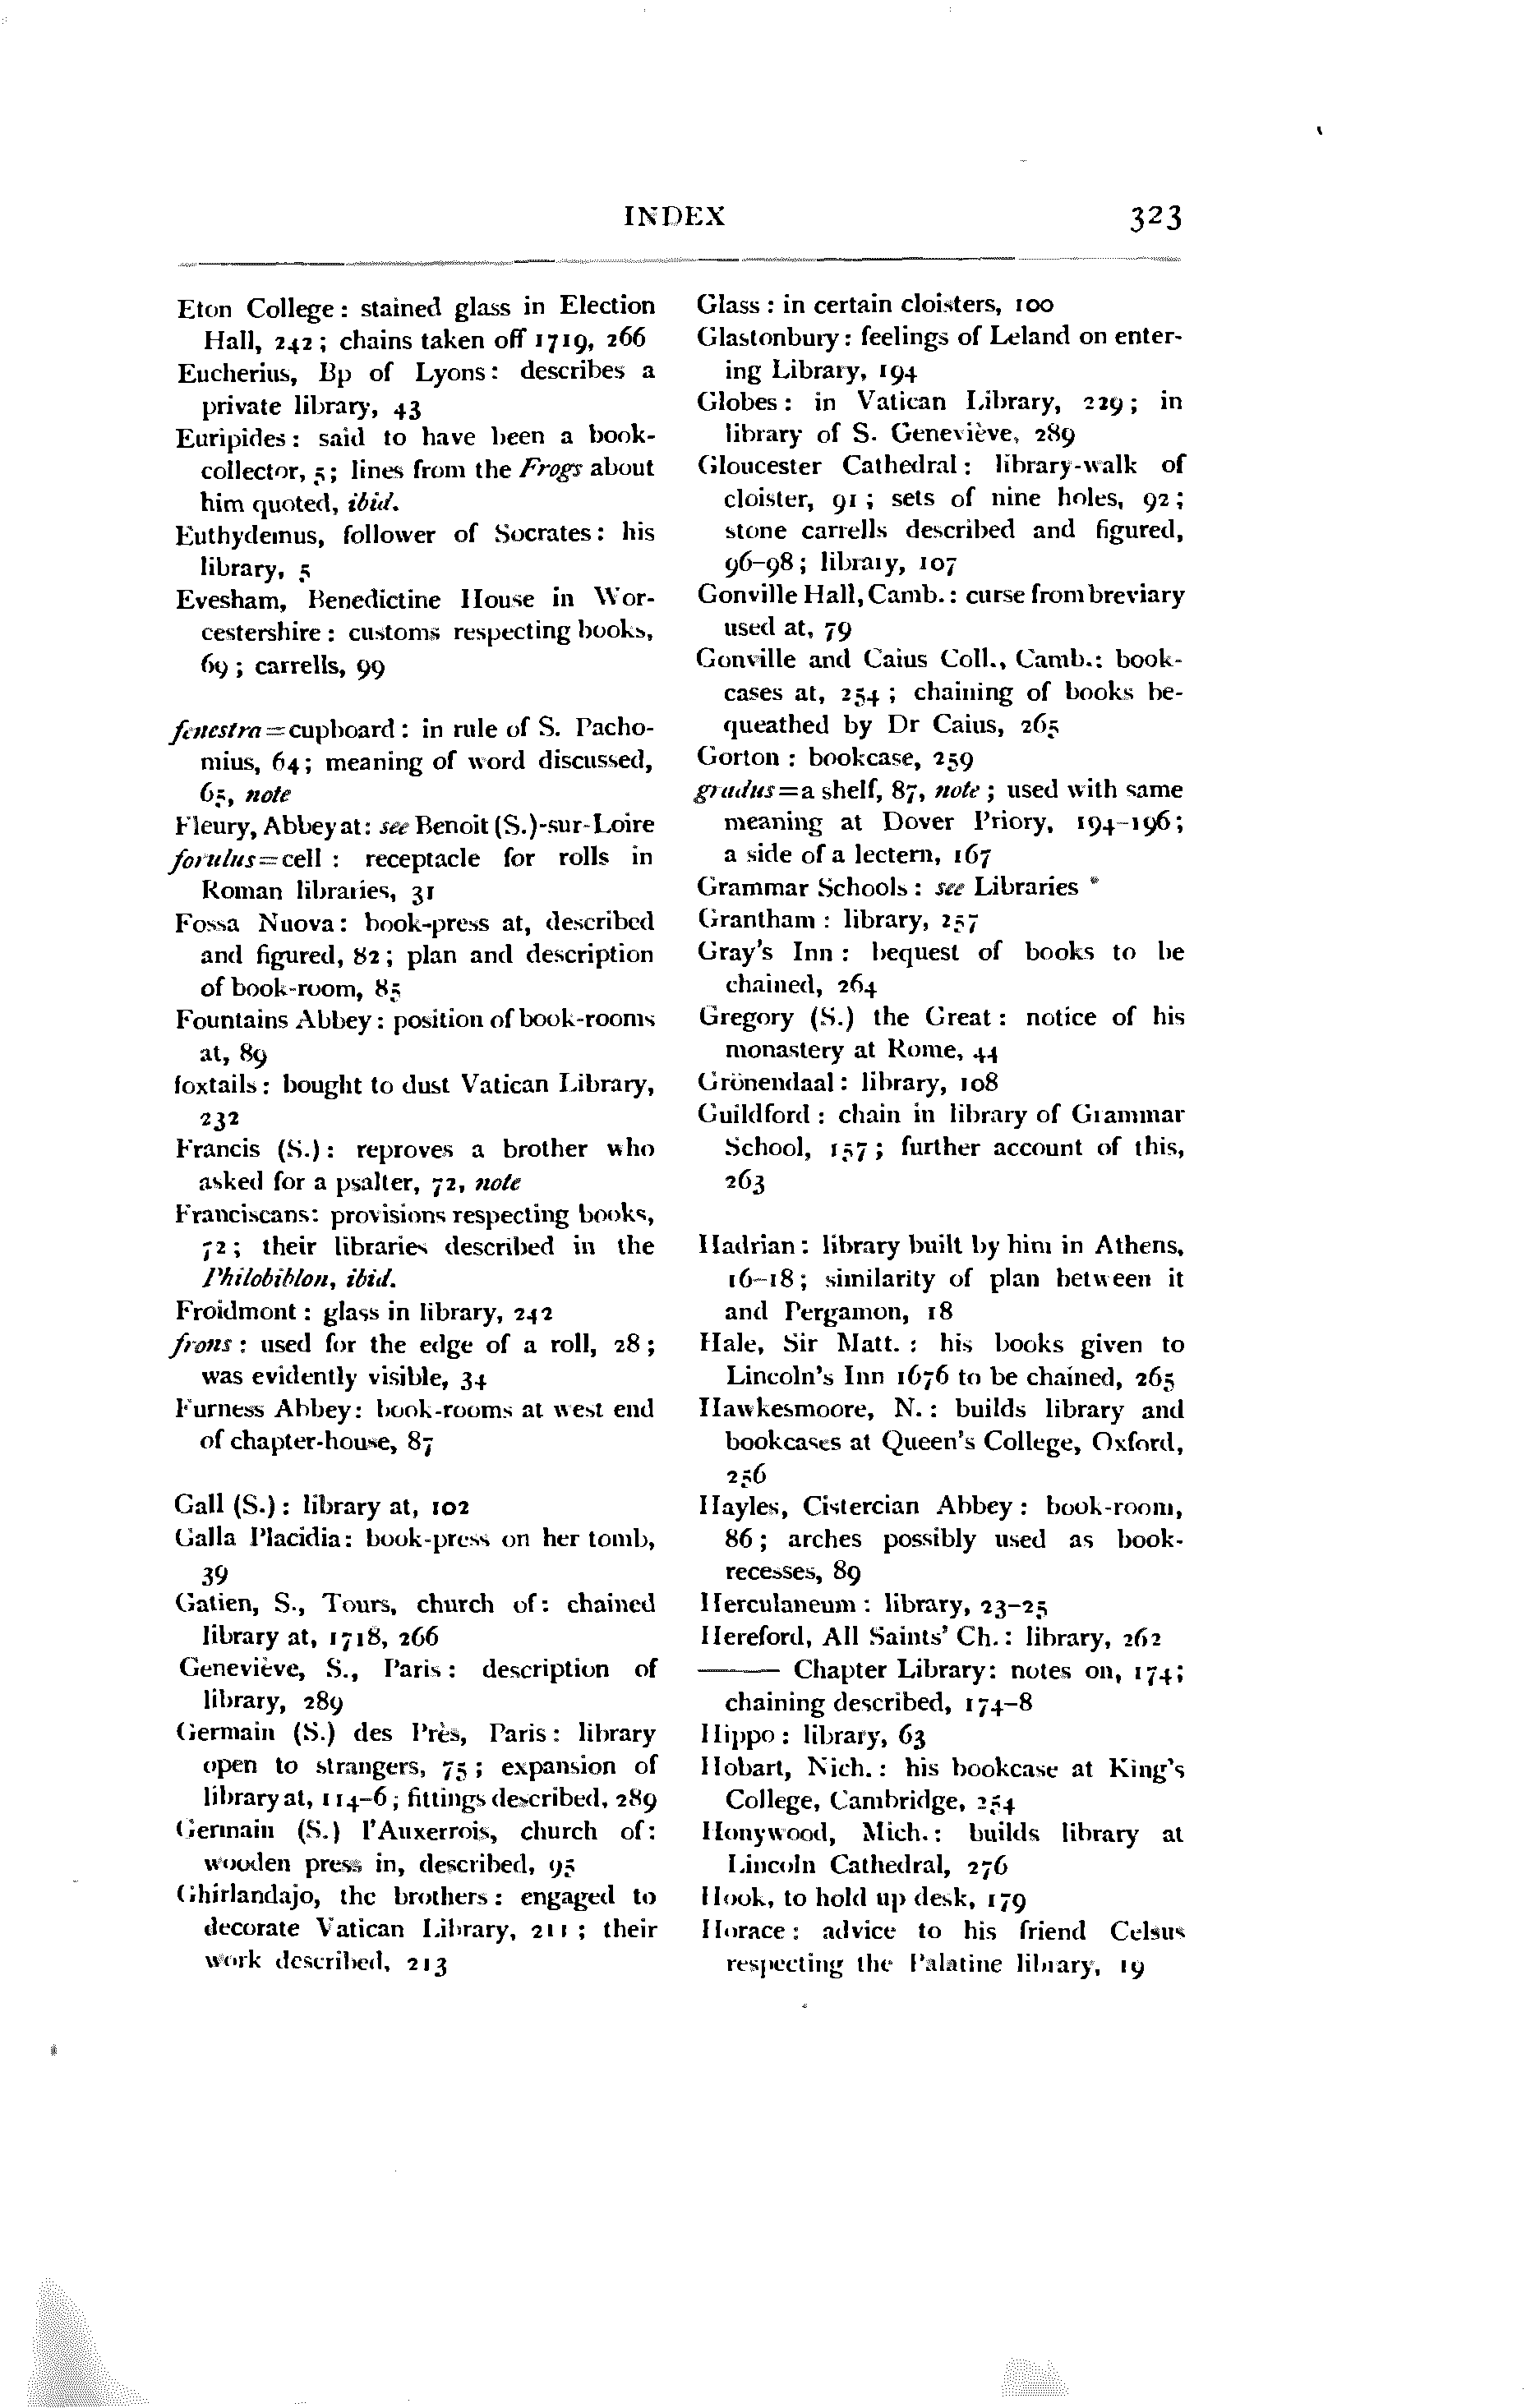 INDEX 323
Eton College : stained glass in Election
Hall, 242 ; chains taken off 1719, 266
Eucherius, Bp of Lyons : describes a
private library, 43
Euripides : said to have been a book-
collector, 5 ; lines from the Frogs about
him quoted, ibid.
Euthydemus, follower of Socrates : his
library, 5
Evesham, Benedictine House in Wor-
cestershire : customs respecting books,
69 ; carrells, 99
fenestra=cupboard : in rule of S. Pacho-
mius, 64 ; meaning of word discussed,
65, note
Fleury, Abbey at : see Benoit (S.)-sur-Loire
forulus=cell : receptacle for rolls in
Roman libraries, 31
Fossa Nuova : book-press at, described
and figured, 82 ; plan and description
of book-room, 85
Fountains Abbey : position of book-rooms
at, 89
foxtails : bought to dust Vatican Library,
232
Francis (S.) : reproves a brother who
asked for a psalter, 72, note
Franciscans : provisions respecting books,
72 ; their libraries described in the
Philobiblon, ibid.
Froidmont : glass in library, 242
frons : used for the edge of a roll, 28 ;
was evidently visible, 34
Furness Abbey : book-rooms at west end
of chapter-house, 87
Gall (S.) : library at, 102
Galla Placidia : book-press on her tomb,
39
Gatien, S., Tours, church of : chained
library at, 1718, 266
Geneviève, S., Paris : description of
library, 289
Germain (S.) des Près, Paris : library
open to strangers, 75 ; expansion of
library at, 114–6 ; fittings described, 289
Germain (S.) l'Auxerrois, church of :
wooden press in, described, 95
Ghirlandajo, the brothers : engaged to
decorate Vatican Library, 211 ; their
work described, 213
Glass : in certain cloisters, 100
Glastonbury : feelings of Leland on enter-
ing Library, 194
Globes : in Vatican Library, 229 ; in
library of S. Geneviève, 289
Gloucester Cathedral : library-walk of
cloister, 91 ; sets of nine holes, 92 ;
stone carrells described and figured,
96–98 ; library, 107
Gonville Hall, Camb. : curse from breviary
used at, 79
Gonville and Caius Coll., Camb. : book-
cases at, 254 ; chaining of books be-
queathed by Dr Caius, 265
Gorton : bookcase, 259
gradus=a shelf, 87, note ; used with same
meaning at Dover Priory, 194–196 ;
a side of a lectern, 167
Grammar Schools : see Libraries
Grantham : library, 257
Gray's Inn : bequest of books to be
chained, 264
Gregory (S.) the Great : notice of his
monastery at Rome, 44
Grönendaal : library, 108
Guildford : chain in library of Grammar
School, 157 ; further account of this,
263
Hadrian : library built by him in Athens,
16–18 ; similarity of plan between it
and Pergamon, 18
Hale, Sir Matt. : his books given to
Lincoln's Inn 1676 to be chained, 265
Hawkesmoore, N. : builds library and
bookcases at Queen's College, Oxford,
256
Hayles, Cistercian Abbey : book-room,
86 ; arches possibly used as book-
recesses, 89
Herculaneum : library, 23–25
Hereford, All Saints' Ch. : library, 262
—— Chapter Library : notes on, 174 ;
chaining described, 174–8
Hippo : library, 63
Hobart, Nich. : his bookcase at King's
College, Cambridge, 254
Honywood, Mich. : builds library at
Lincoln Cathedral, 276
Hook, to hold up desk, 179
Horace : advice to his friend Celsus
respecting the Palatine library, 19